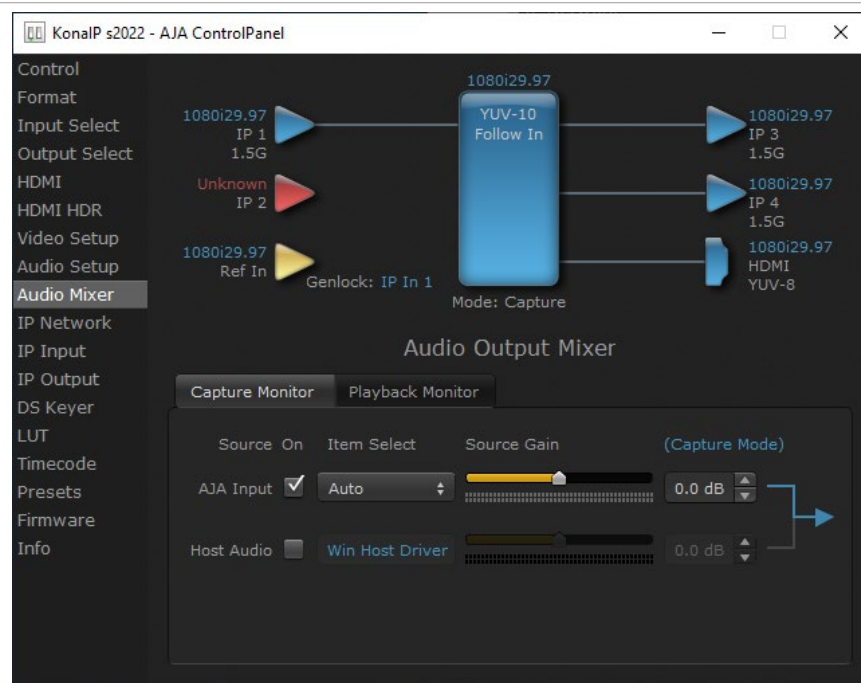 KonaIP s2022 - AJA ControlPanel
Control
Format
Input Select
Output Select
HDMI
HDMI HDR
Video Setup
Audio Setup
Audio Mixer
IP Network
IP Input
IP Output
DS Keyer
LUT
Timecode
Presets
Firmware
Info
1080i29.97
IP 1
1.5G
Unknown
IP 2
1080i29.97
Ref In
Genlock: IP In 1
1080i29.97
YUV-10
Follow In
Mode: Capture
1080i29.97
IP 3
1.5G
1080i29.97
IP 4
1.5G
1080i29.97
HDMI
YUV-8
Audio Output Mixer
Capture Monitor Playback Monitor
Source On Item Select Source Gain (Capture Mode)
AJA Input Auto 0.0 dB
Host Audio Win Host Driver 0.0 dB